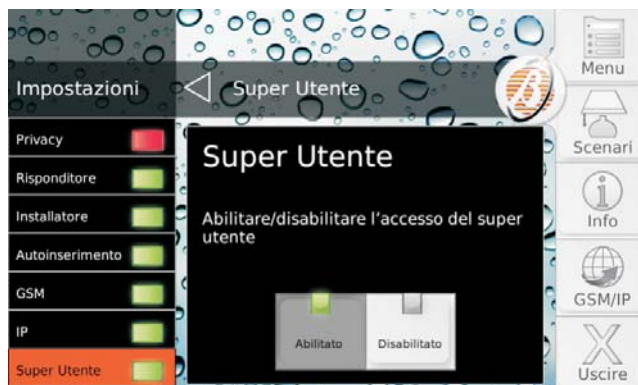 Impostazioni
Super Utente
Privacy
Risponditore
Installatore
Autoinserimento
GSM
IP
Super Utente
Super Utente
Abilitare/disabilitare l'accesso del super
utente
Abilitato
Disabilitato
B
Menu
Scenari
i
Info
GSM/IP
Uscire